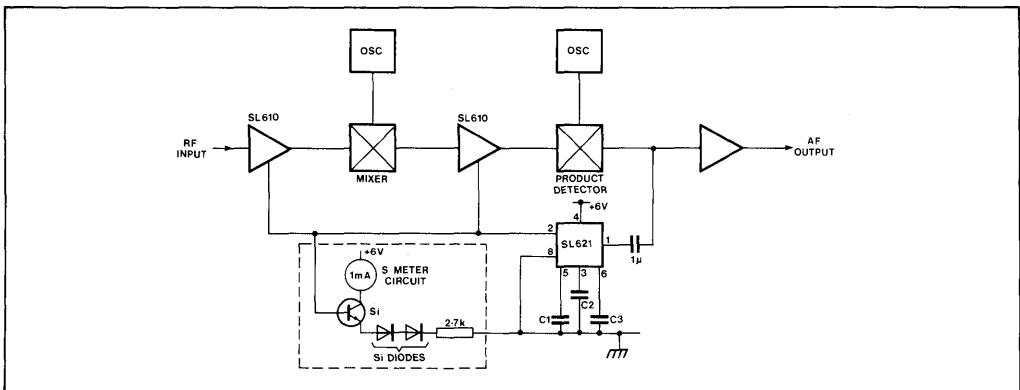 OSC
OSC
SL610
SL610
RF
INPUT
AF
OUTPUT
MIXER
PRODUCT
DETECTOR
+6V
4
2
SL621
1
8
1μ
5
3
6
+6V
1mA
S METER
CIRCUIT
Si
2·7k
C1
C2
C3
Si DIODES